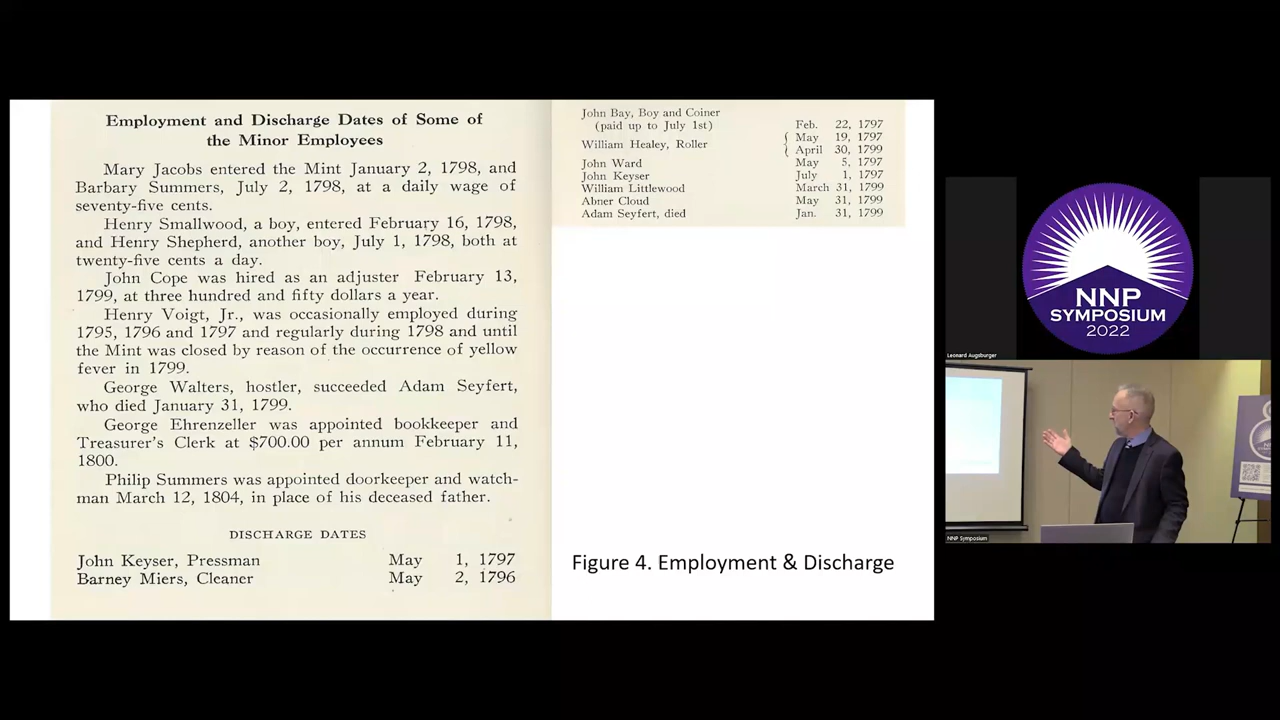 Employment and Discharge Dates of Some of
the Minor Employees
Mary Jacobs entered the Mint January 2, 1798, and
Barbary Summers, July 2, 1798, at a daily wage of
seventy-five cents.
Henry Smallwood, a boy, entered February 16, 1798,
and Henry Shepherd, another boy, July 1, 1798, both at
twenty-five cents a day.
John Cope was hired as an adjuster February 13,
1799, at three hundred and fifty dollars a year.
Henry Voigt, Jr., was occasionally employed during
1795, 1796 and 1797 and regularly during 1798 and until
the Mint was closed by reason of the occurrence of yellow
fever in 1799.
George Walters, hostler, succeeded Adam Seyfert,
who died January 31, 1799.
George Ehrenzeller was appointed bookkeeper and
Treasurer's Clerk at $700.00 per annum February 11,
1800.
Philip Summers was appointed doorkeeper and watch-
man March 12, 1804, in place of his deceased father.
DISCHARGE DATES
John Keyser, Pressman May 1, 1797
Barney Miers, Cleaner May 2, 1796
John Bay, Boy and Coiner
(paid up to July 1st) Feb. 22, 1797
William Healey, Roller { May 19, 1797
{ April 30, 1799
John Ward May 5, 1797
John Keyser July 1, 1797
William Littlewood March 31, 1799
Abner Cloud May 31, 1799
Adam Seyfert, died Jan. 31, 1799
Figure 4. Employment & Discharge
NNP
SYMPOSIUM
2022
Leonard Augsburger
NNP Symposium